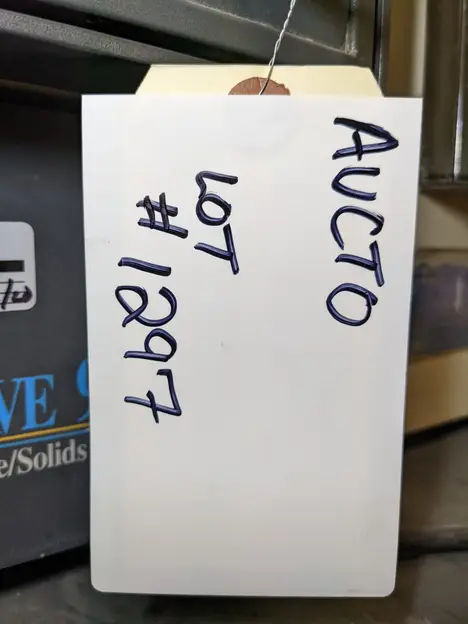 AUCTO
LOT
#1297
VE 9
e/Solids